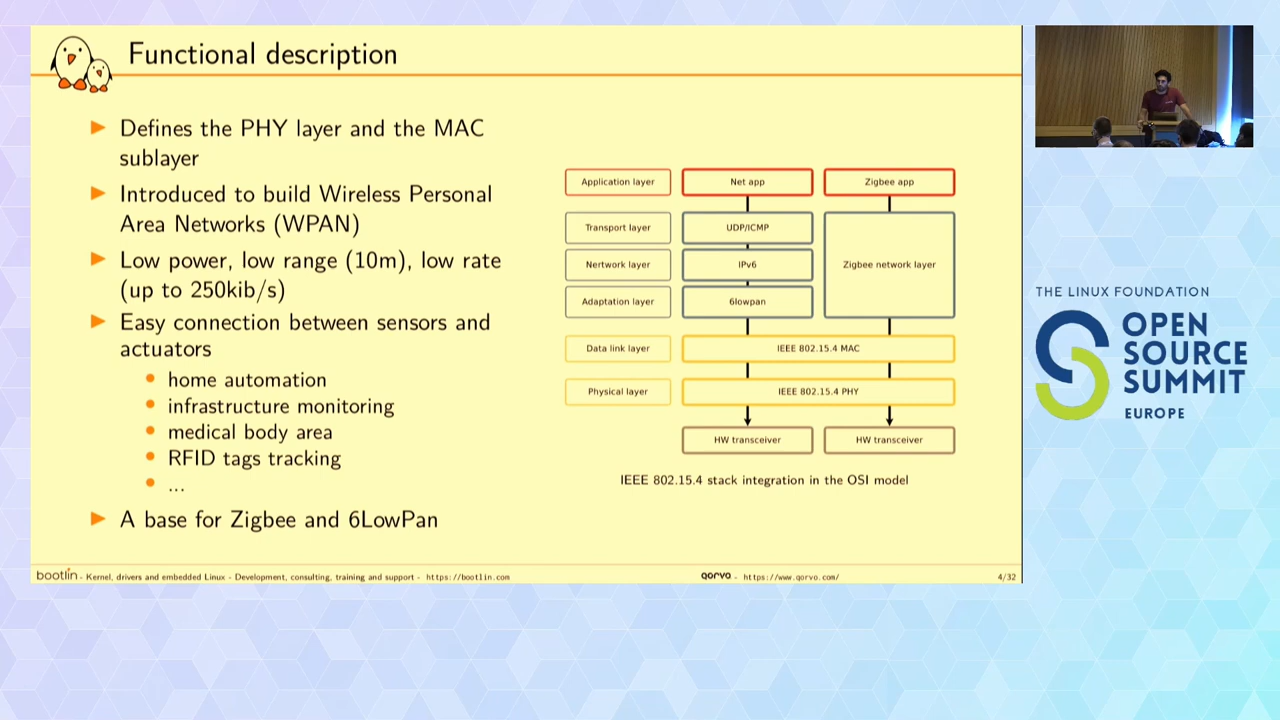 Functional description
Defines the PHY layer and the MAC
sublayer
Introduced to build Wireless Personal
Area Networks (WPAN)
Low power, low range (10m), low rate
(up to 250kib/s)
Easy connection between sensors and
actuators
home automation
infrastructure monitoring
medical body area
RFID tags tracking
...
A base for Zigbee and 6LowPan
Application layer
Net app
Zigbee app
Transport layer
UDP/ICMP
Nertwork layer
IPv6
Zigbee network layer
Adaptation layer
6lowpan
Data link layer
IEEE 802.15.4 MAC
Physical layer
IEEE 802.15.4 PHY
HW transceiver
HW transceiver
IEEE 802.15.4 stack integration in the OSI model
bootlin - Kernel, drivers and embedded Linux - Development, consulting, training and support - https://bootlin.com
qorvo - https://www.qorvo.com/
4/32
THE LINUX FOUNDATION
OPEN
SOURCE
SUMMIT
EUROPE